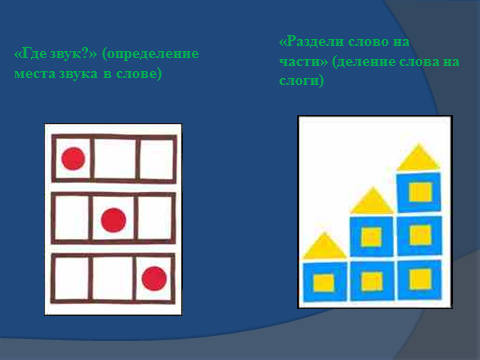 «Где звук?» (определение
места звука в слове)
«Раздели слово на
части» (деление слова на
слоги)